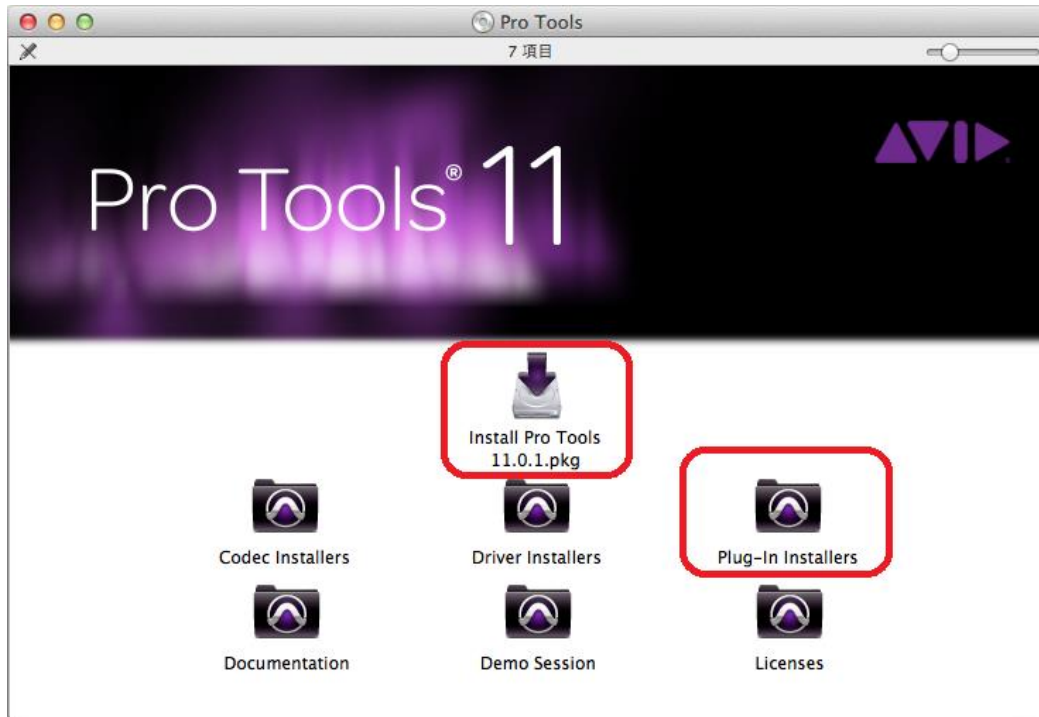 Pro Tools
7 項目
AVID
Pro Tools® 11
Install Pro Tools
11.0.1.pkg
Codec Installers
Driver Installers
Plug-In Installers
Documentation
Demo Session
Licenses